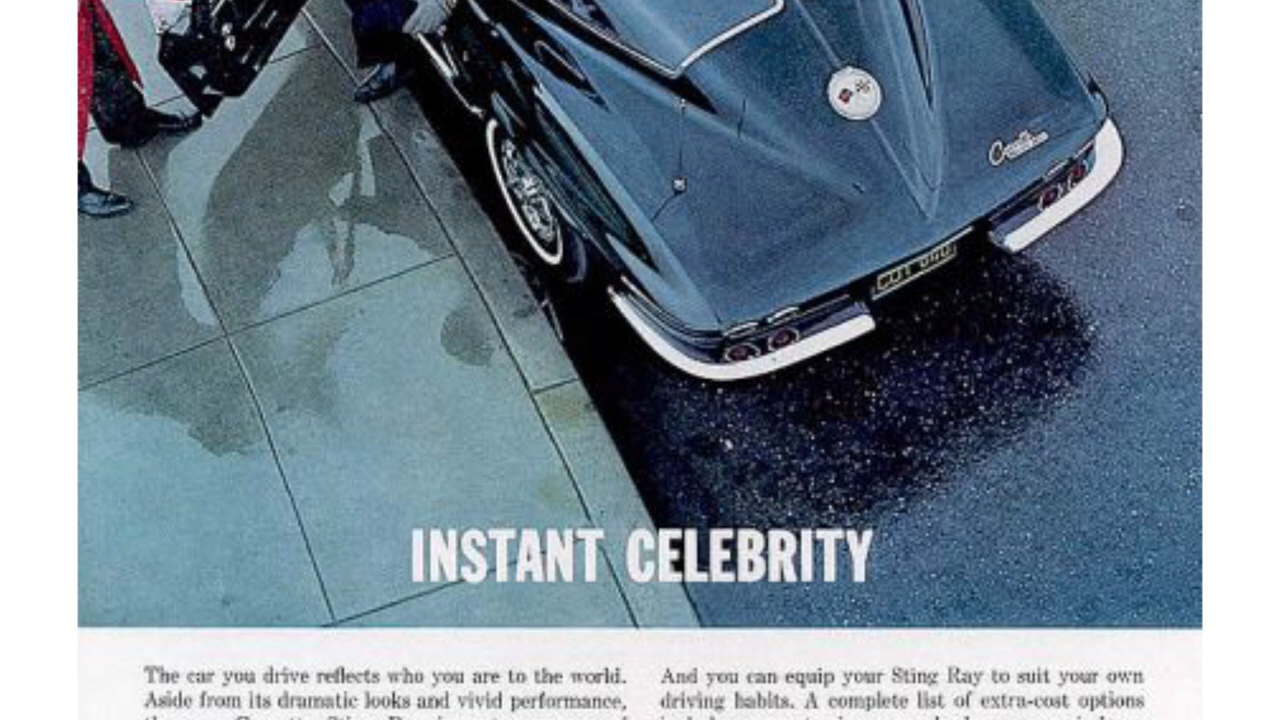 Corvette
INSTANT CELEBRITY
The car you drive reflects who you are to the world.
Aside from its dramatic looks and vivid performance,
And you can equip your Sting Ray to suit your own
driving habits. A complete list of extra-cost options